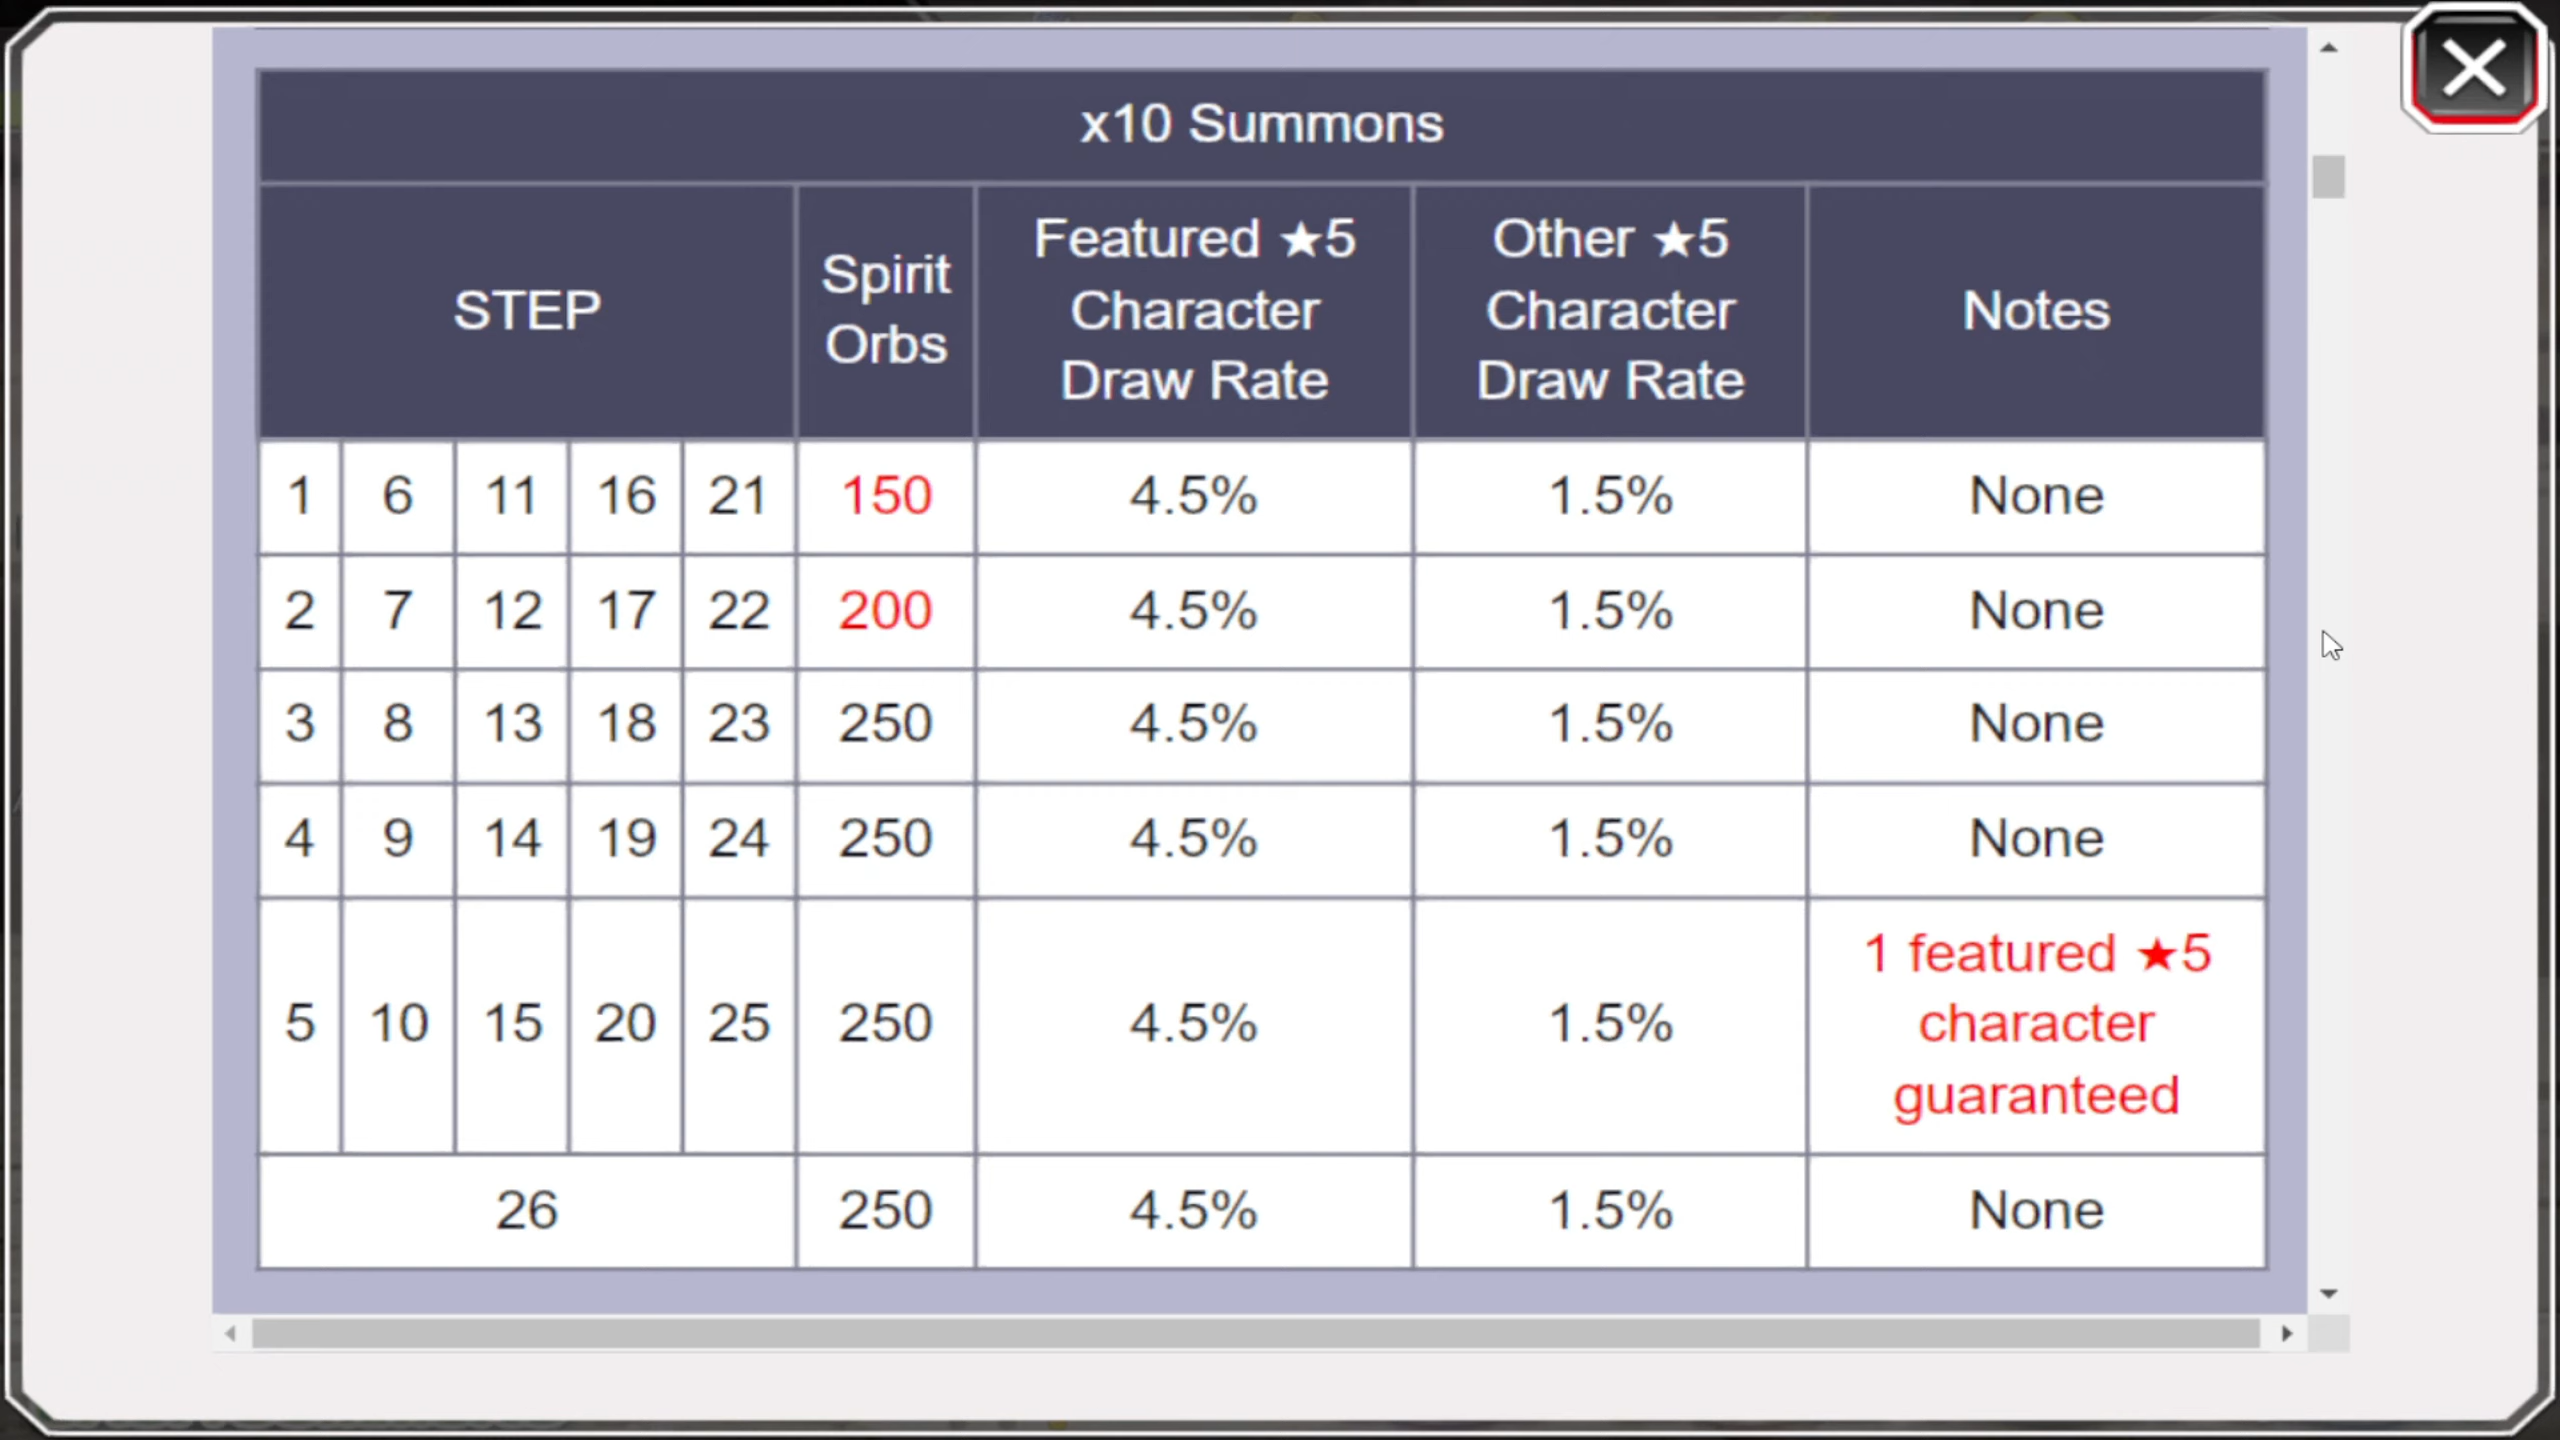 x10 Summons
STEP
Spirit
Orbs
Featured ★5
Character
Draw Rate
Other ★5
Character
Draw Rate
Notes
1 6 11 16 21 150 4.5% 1.5% None
2 7 12 17 22 200 4.5% 1.5% None
3 8 13 18 23 250 4.5% 1.5% None
4 9 14 19 24 250 4.5% 1.5% None
5 10 15 20 25 250 4.5% 1.5%
1 featured ★5
character
guaranteed
26 250 4.5% 1.5% None